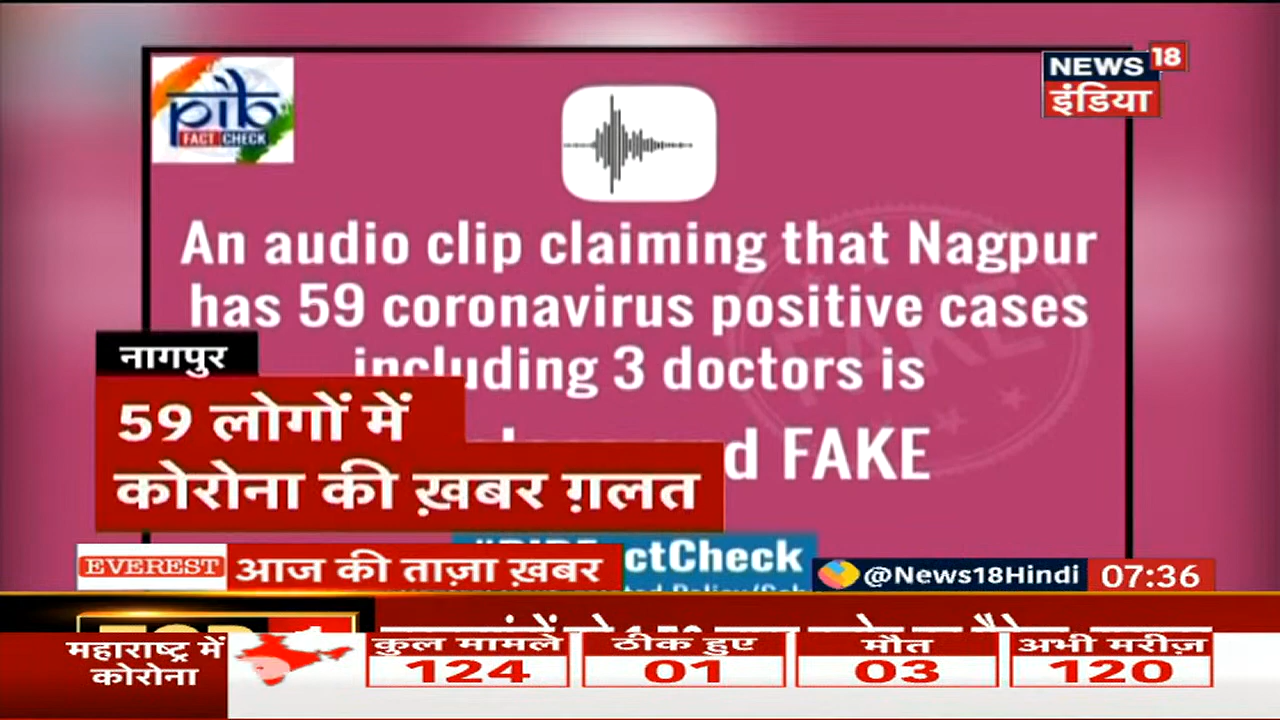 pib
FACT CHECK
NEWS 18
इंडिया
An audio clip claiming that Nagpur
has 59 coronavirus positive cases
including 3 doctors is
FAKE
नागपुर
59 लोगों में
कोरोना की ख़बर ग़लत
EVEREST आज की ताज़ा ख़बर
@News18Hindi 07:36
महाराष्ट्र में
कोरोना
कुल मामले ठीक हुए मौत अभी मरीज़
124 01 03 120